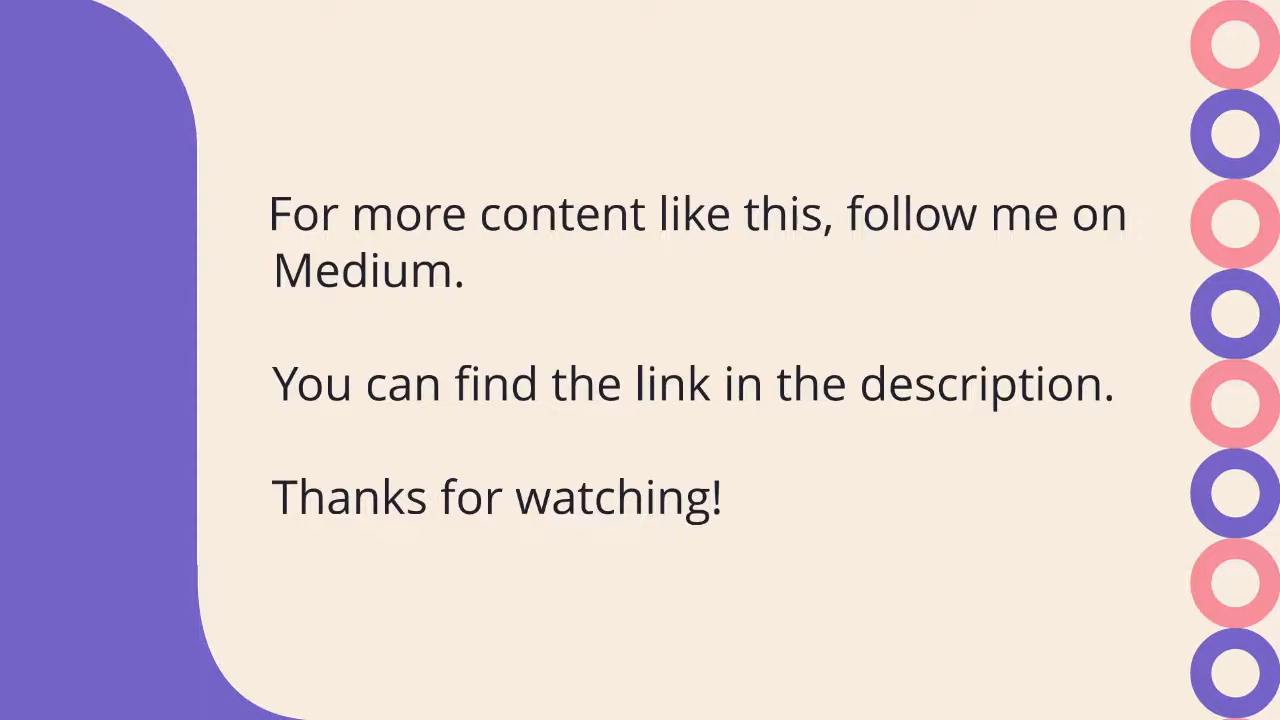 For more content like this, follow me on
Medium.
You can find the link in the description.
Thanks for watching!